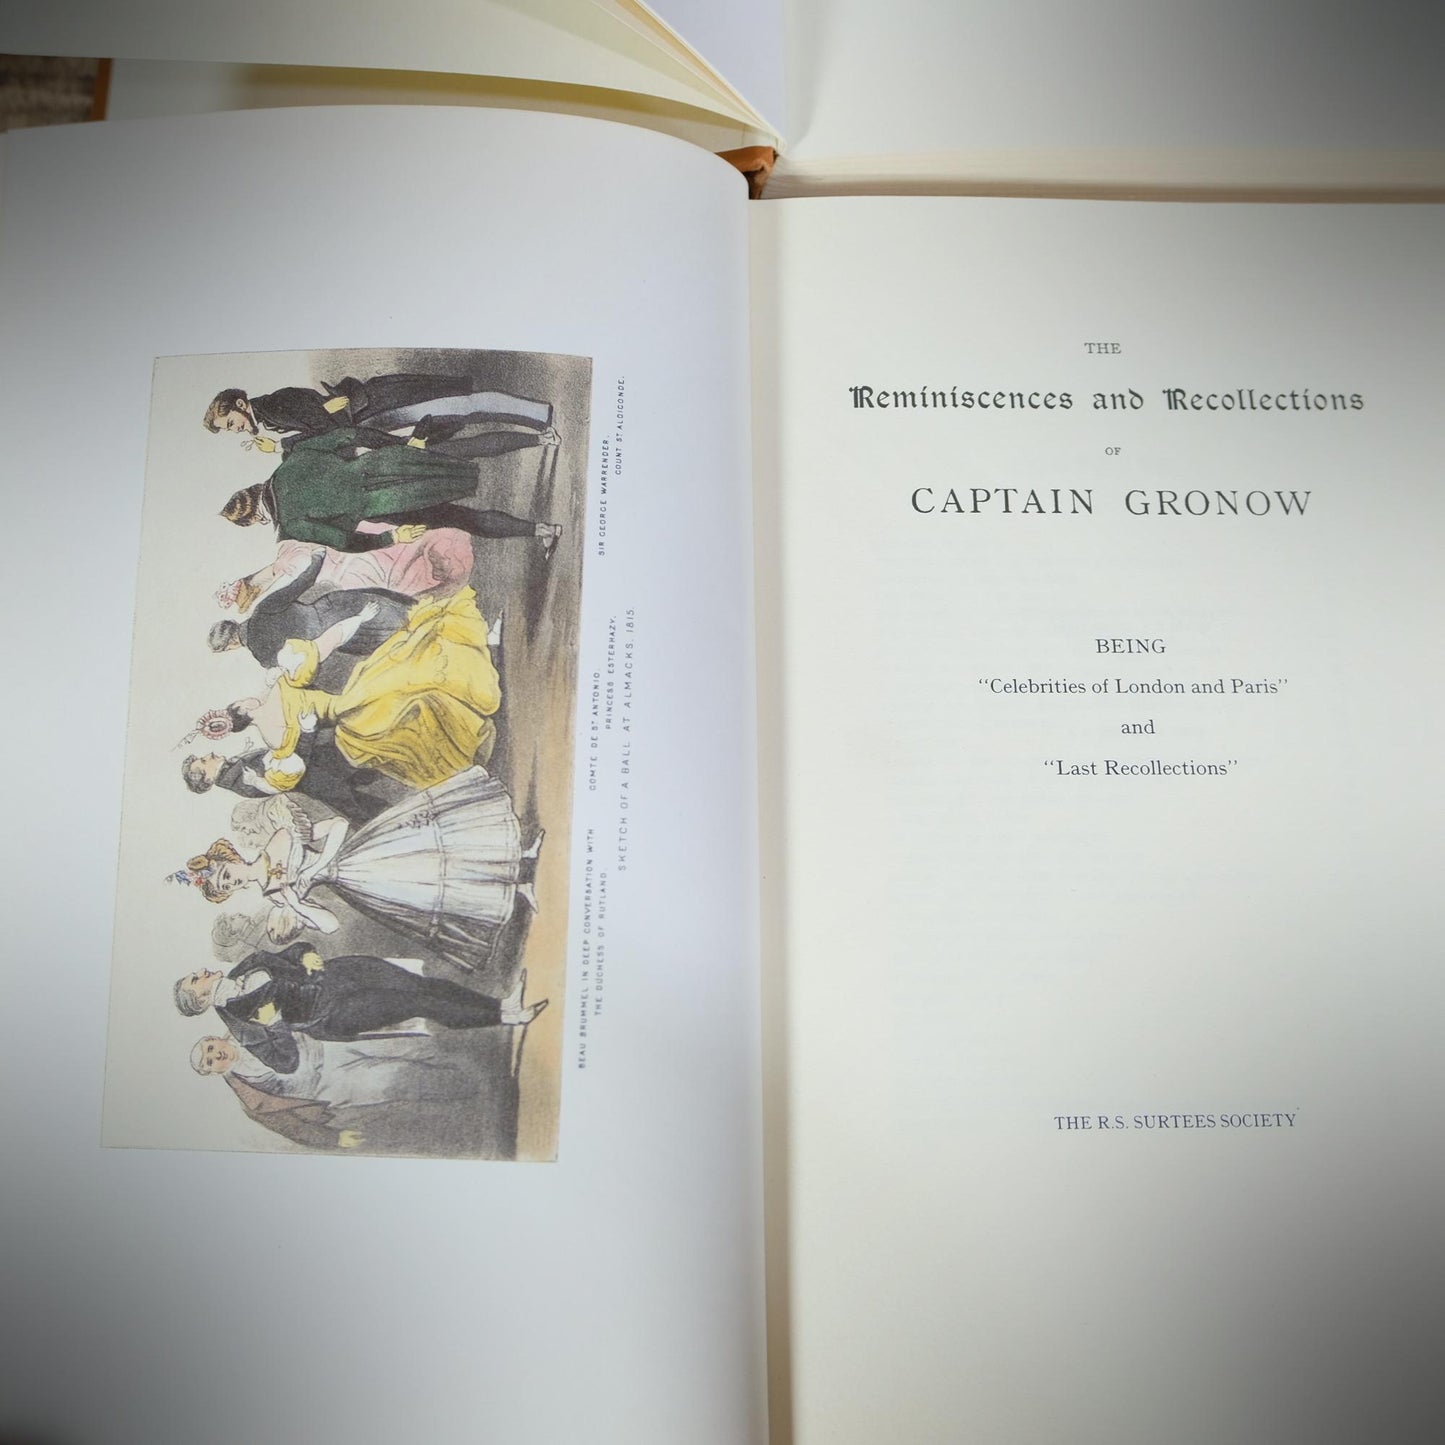 BEAU BRUMMEL IN DEEP CONVERSATION WITH
THE DUCHESS OF RUTLAND.
COMTE DE ST ANTONIO.
PRINCESS ESTERHAZY.
SIR GEORGE WARRENDER.
COUNT ST ALDICONDE.
SKETCH OF A BALL AT ALMACKS. 1815.
THE
Reminiscences and Recollections
OF
CAPTAIN GRONOW
BEING
“Celebrities of London and Paris”
and
“Last Recollections”
THE R.S. SURTEES SOCIETY